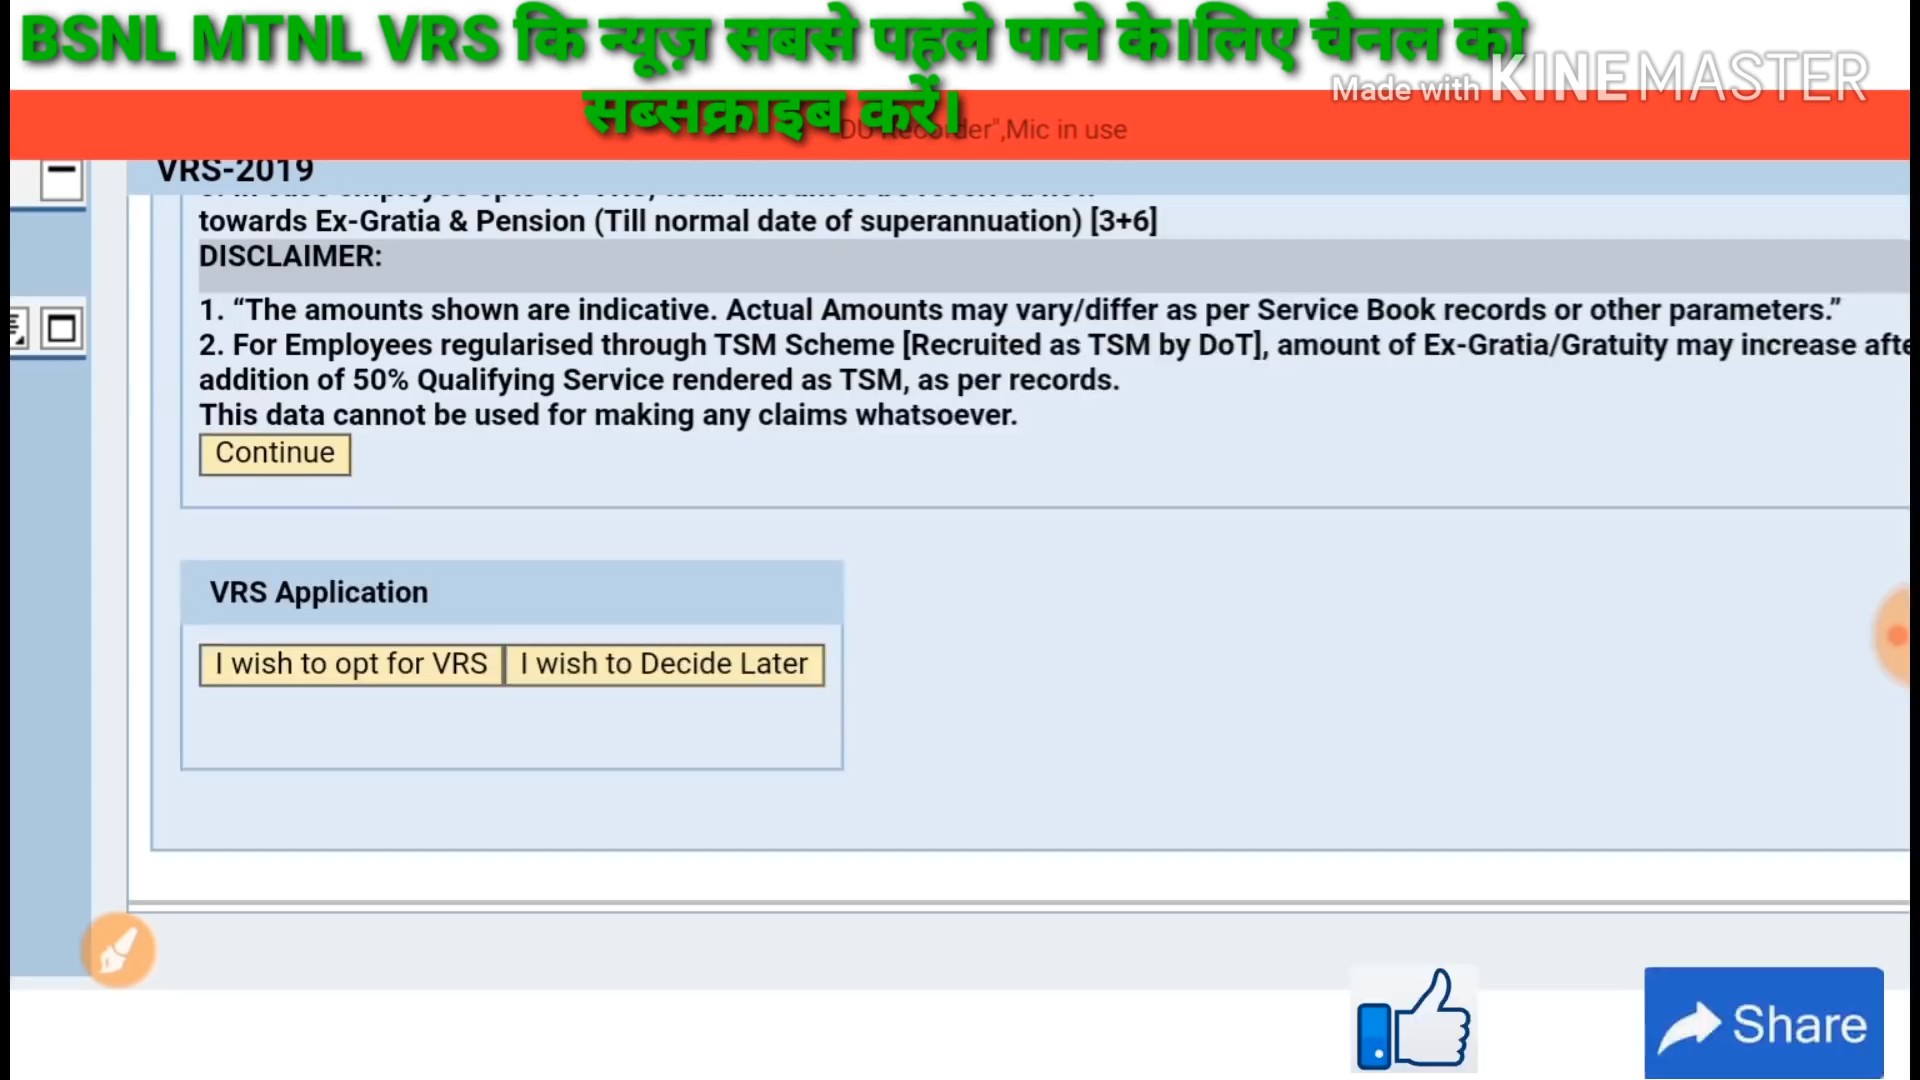 BSNL MTNL VRS कि न्यूज़ सबसे पहले पाने के।लिए चैनल को
सब्सक्राइब करें।
Made with KINEMASTER
DU Recorder",Mic in use
VRS-2019
towards Ex-Gratia & Pension (Till normal date of superannuation) [3+6]
DISCLAIMER:
1. “The amounts shown are indicative. Actual Amounts may vary/differ as per Service Book records or other parameters.”
2. For Employees regularised through TSM Scheme [Recruited as TSM by DoT], amount of Ex-Gratia/Gratuity may increase afte
addition of 50% Qualifying Service rendered as TSM, as per records.
This data cannot be used for making any claims whatsoever.
Continue
VRS Application
I wish to opt for VRS I wish to Decide Later
Share